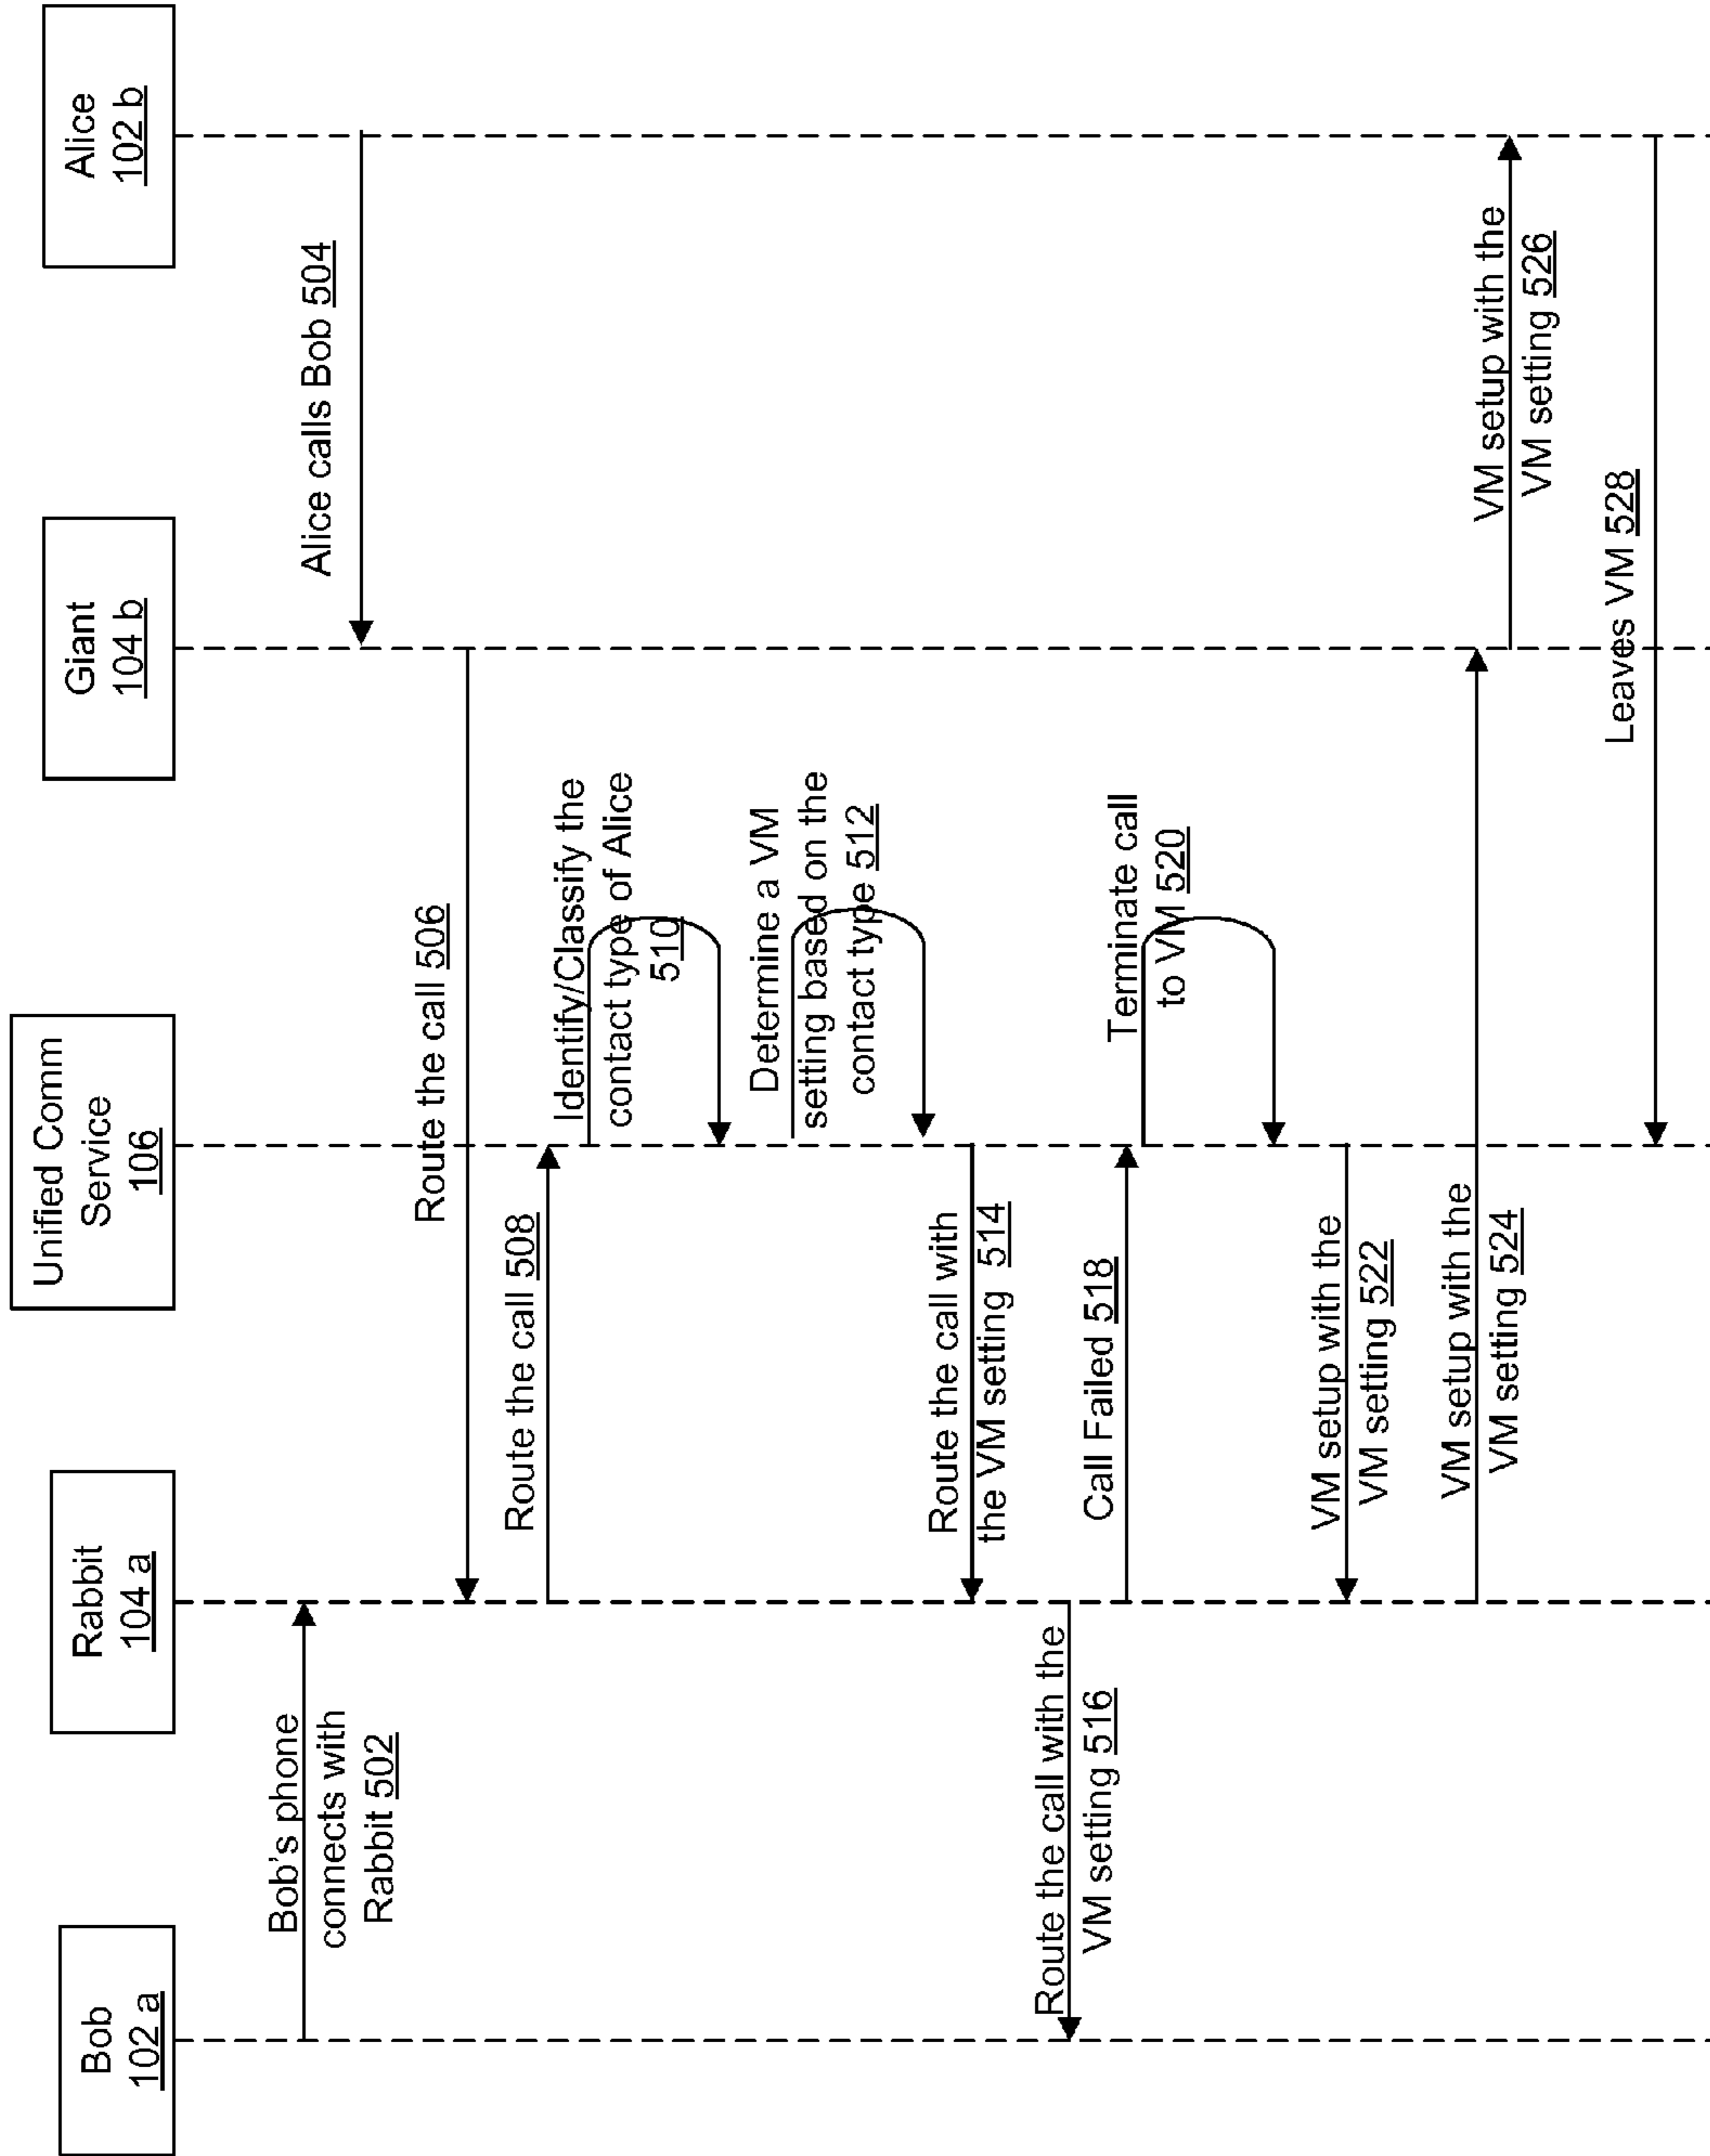 Bob
102 a
Rabbit
104 a
Unified Comm
Service
106
Giant
104 b
Alice
102 b
Bob's phone
connects with
Rabbit 502
Alice calls Bob 504
Route the call 506
Route the call 508
Identify/Classify the
contact type of Alice
510
Determine a VM
setting based on the
contact type 512
Route the call with
the VM setting 514
Route the call with the
VM setting 516
Call Failed 518
Terminate call
to VM 520
VM setup with the
VM setting 522
VM setup with the
VM setting 524
VM setup with the
VM setting 526
Leaves VM 528